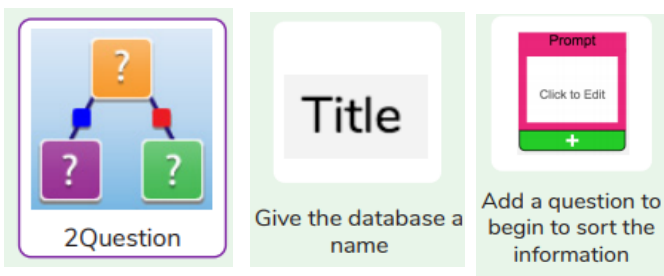 ?
? ?
2Question
Title
Give the database a
name
Prompt
Click to Edit
+
Add a question to
begin to sort the
information